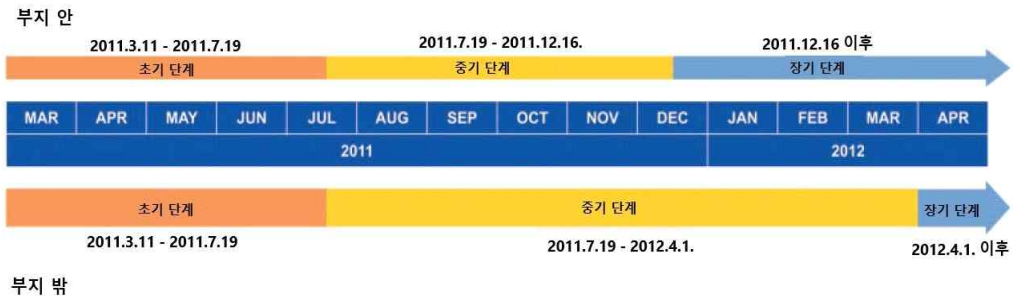 부지 안
2011.3.11 - 2011.7.19 2011.7.19 - 2011.12.16. 2011.12.16 이후
초기 단계 중기 단계 장기 단계
MAR APR MAY JUN JUL AUG SEP OCT NOV DEC JAN FEB MAR APR
2011 2012
초기 단계 중기 단계 장기 단계
2011.3.11 - 2011.7.19 2011.7.19 - 2012.4.1. 2012.4.1. 이후
부지 밖